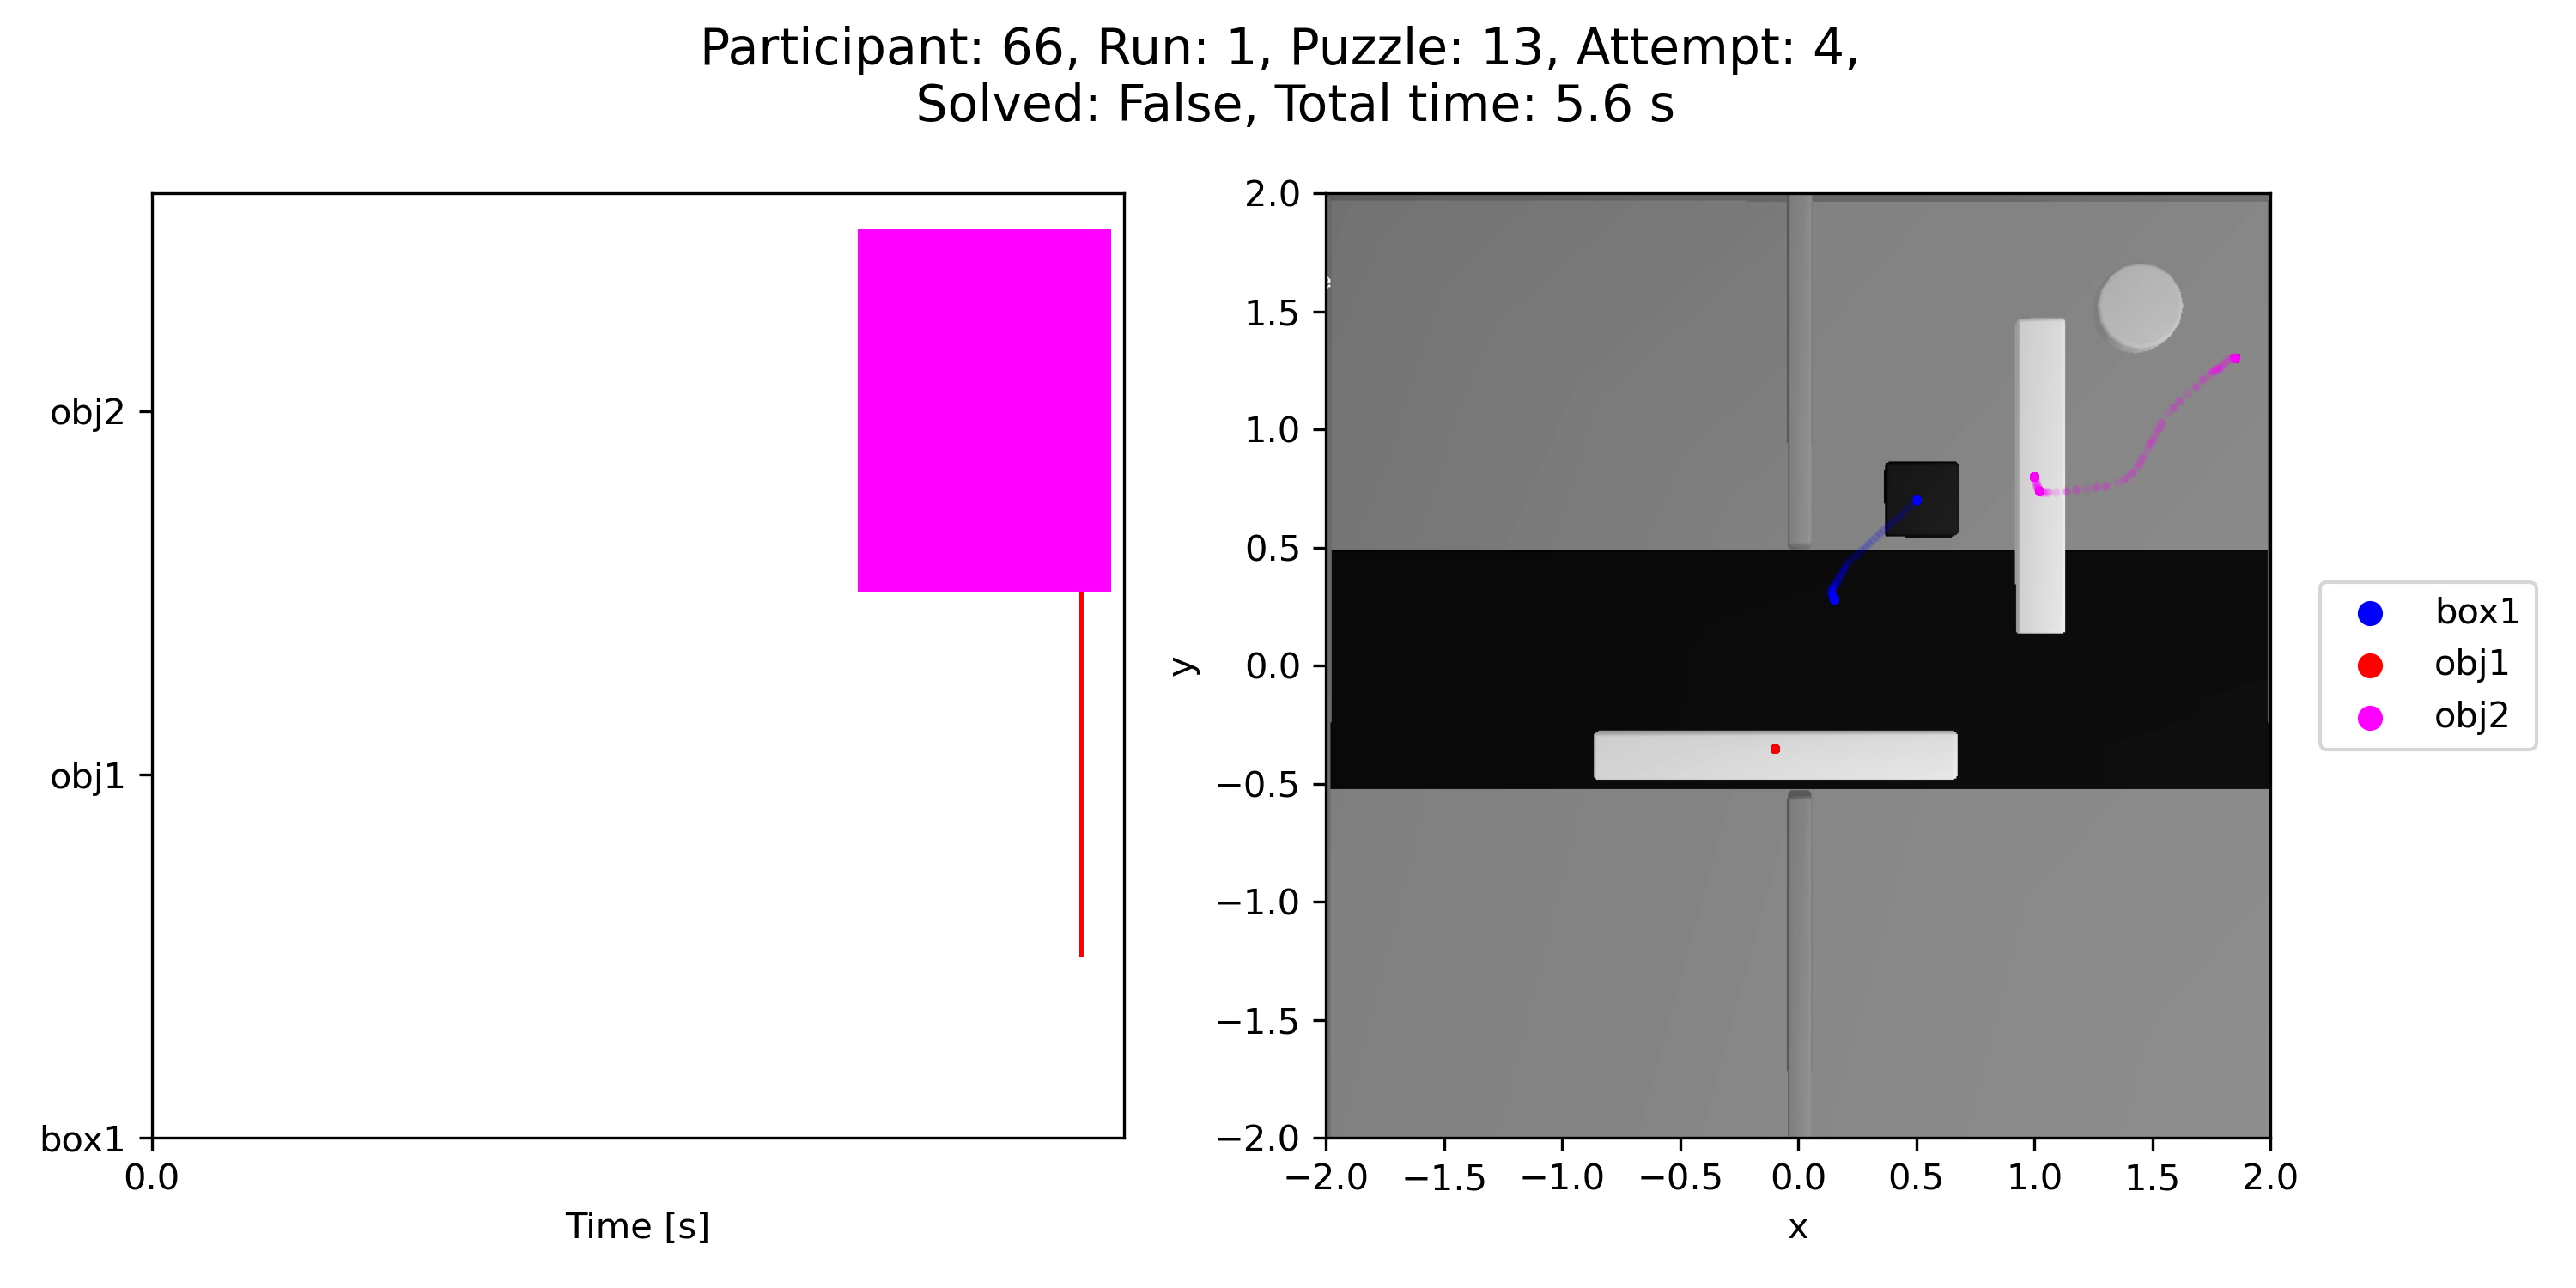 Participant: 66, Run: 1, Puzzle: 13, Attempt: 4,
Solved: False, Total time: 5.6 s
obj2
obj1
box1
0.0
Time [s]
2.0
1.5
1.0
0.5
0.0
−0.5
−1.0
−1.5
−2.0
y
−2.0 −1.5 −1.0 −0.5 0.0 0.5 1.0 1.5 2.0
x
box1
obj1
obj2